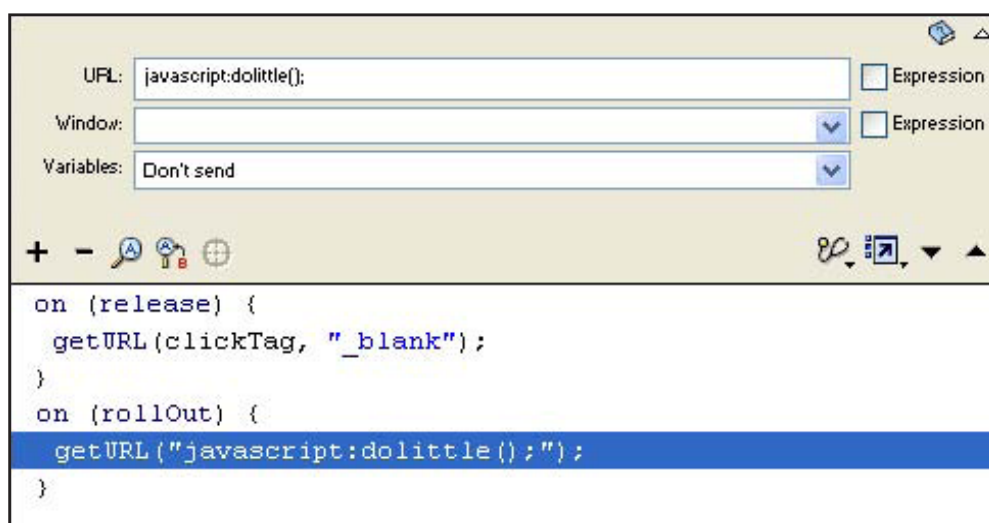 URL: javascript:dolittle(); Expression
Window: Expression
Variables: Don't send
on (release) {
getURL(clickTag, "_blank");
}
on (rollOut) {
getURL("javascript:dolittle();");
}